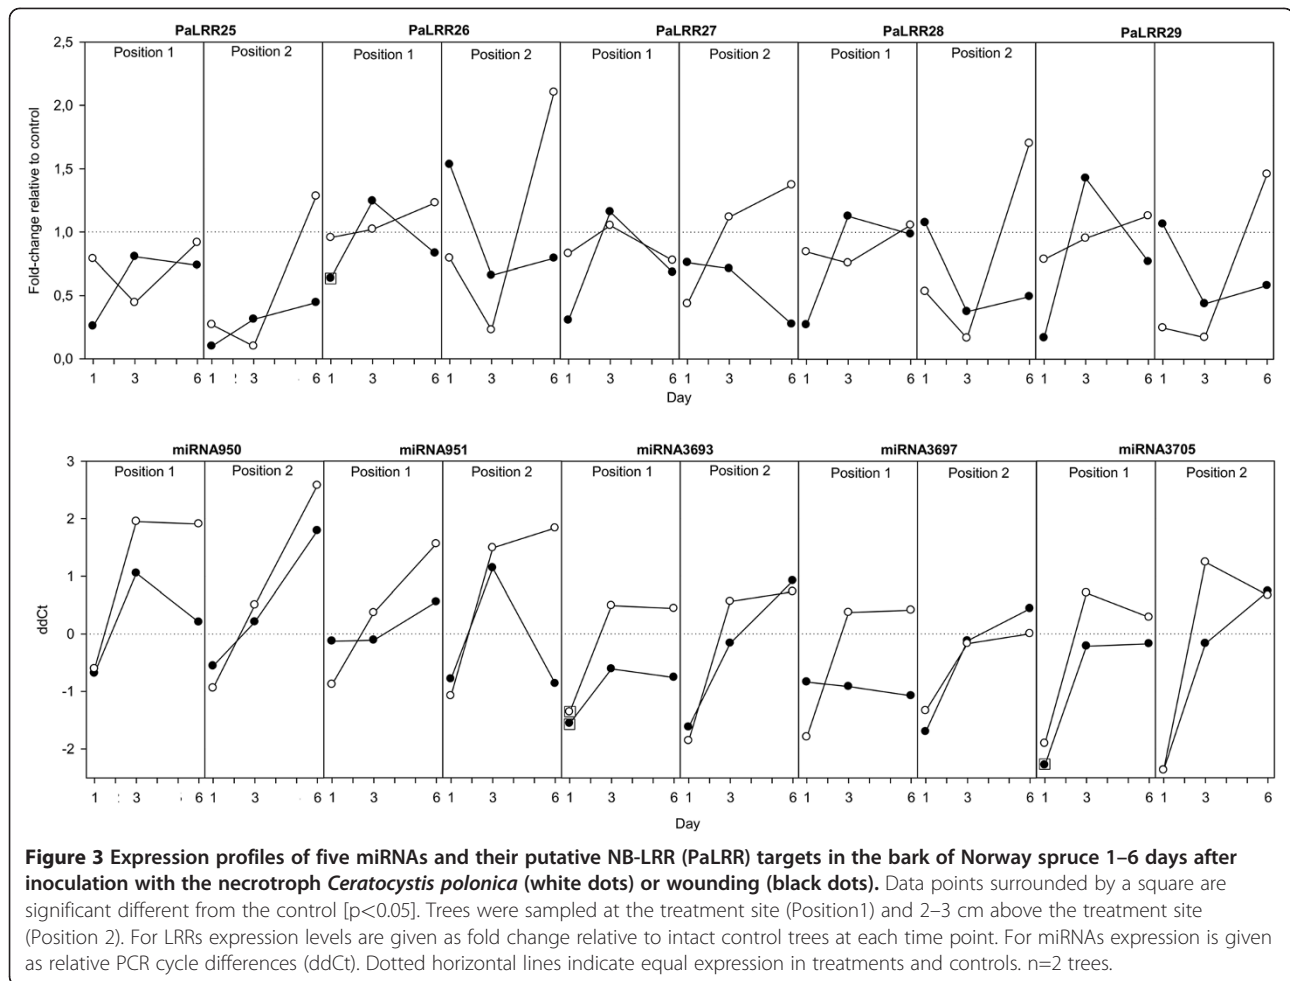 PaLRR25 PaLRR26 PaLRR27 PaLRR28 PaLRR29
Position 1 Position 2 Position 1 Position 2 Position 1 Position 2 Position 1 Position 2
2,5
2,0
1,5
1,0
0,5
0,0
Fold-change relative to control
1 3 6 1 3 6 1 3 6 1 3 6 1 3 6 1 3 6 1 3 6 1 3 6 1 3 6 1 3 6
Day
miRNA950 miRNA951 miRNA3693 miRNA3697 miRNA3705
Position 1 Position 2 Position 1 Position 2 Position 1 Position 2 Position 1 Position 2 Position 1 Position 2
3
2
1
0
-1
-2
ddCt
1 3 6 1 3 6 1 3 6 1 3 6 1 3 6 1 3 6 1 3 6 1 3 6 1 3 6 1 3 6
Day
Figure 3 Expression profiles of five miRNAs and their putative NB-LRR (PaLRR) targets in the bark of Norway spruce 1–6 days after
inoculation with the necrotroph Ceratocystis polonica (white dots) or wounding (black dots). Data points surrounded by a square are
significant different from the control [p<0.05]. Trees were sampled at the treatment site (Position1) and 2–3 cm above the treatment site
(Position 2). For LRRs expression levels are given as fold change relative to intact control trees at each time point. For miRNAs expression is given
as relative PCR cycle differences (ddCt). Dotted horizontal lines indicate equal expression in treatments and controls. n=2 trees.